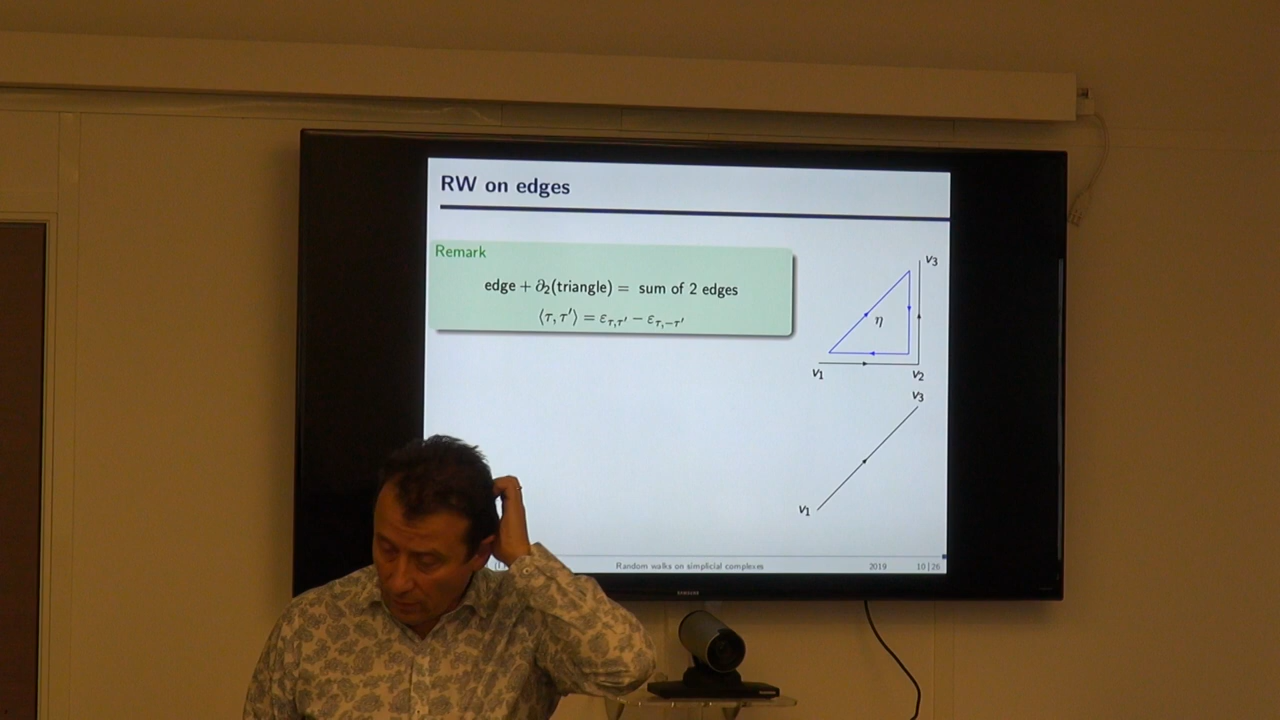 RW on edges
Remark
edge + ∂₂(triangle) = sum of 2 edges
⟨τ, τ′⟩ = ε_{τ,τ′} − ε_{τ,−τ′}
v₃
η
v₁
v₂
v₃
v₁
Random walks on simplicial complexes
2019
10 | 26
SAMSUNG